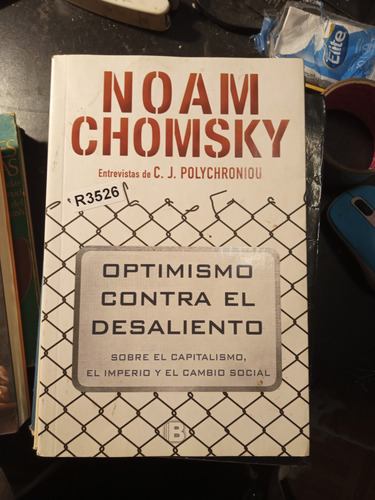 NOAM
CHOMSKY
Entrevistas de C. J. POLYCHRONIOU
R3526
OPTIMISMO
CONTRA EL
DESALIENTO
SOBRE EL CAPITALISMO,
EL IMPERIO Y EL CAMBIO SOCIAL
B
Elite